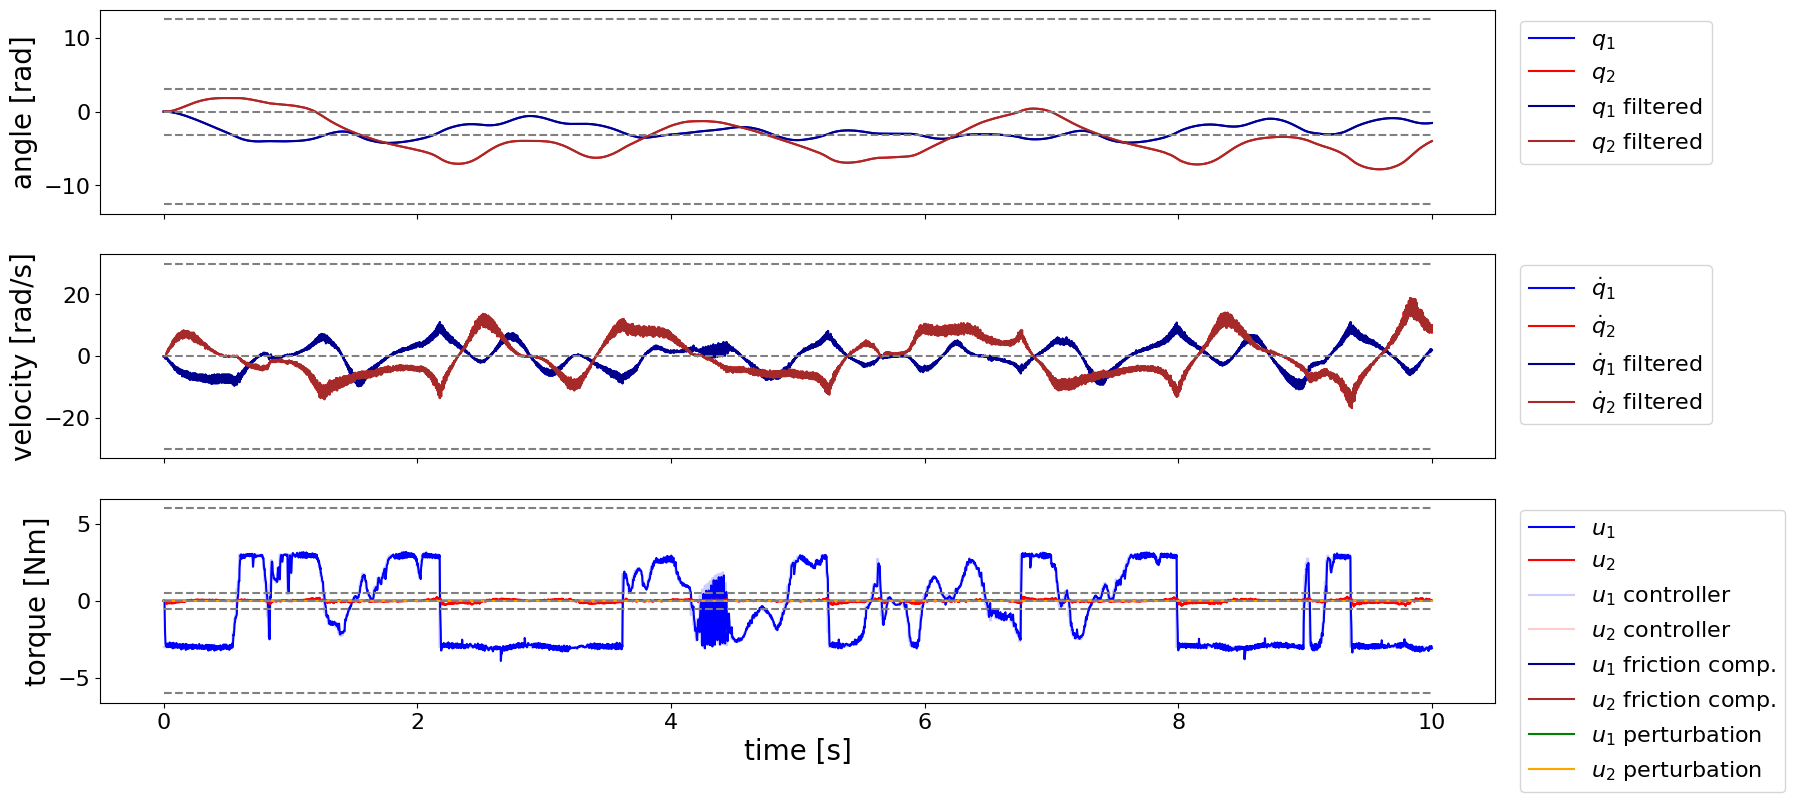 angle [rad]
10
0
−10
q₁
q₂
q₁ filtered
q₂ filtered
velocity [rad/s]
20
0
−20
q̇₁
q̇₂
q̇₁ filtered
q̇₂ filtered
torque [Nm]
5
0
−5
0 2 4 6 8 10
time [s]
u₁
u₂
u₁ controller
u₂ controller
u₁ friction comp.
u₂ friction comp.
u₁ perturbation
u₂ perturbation